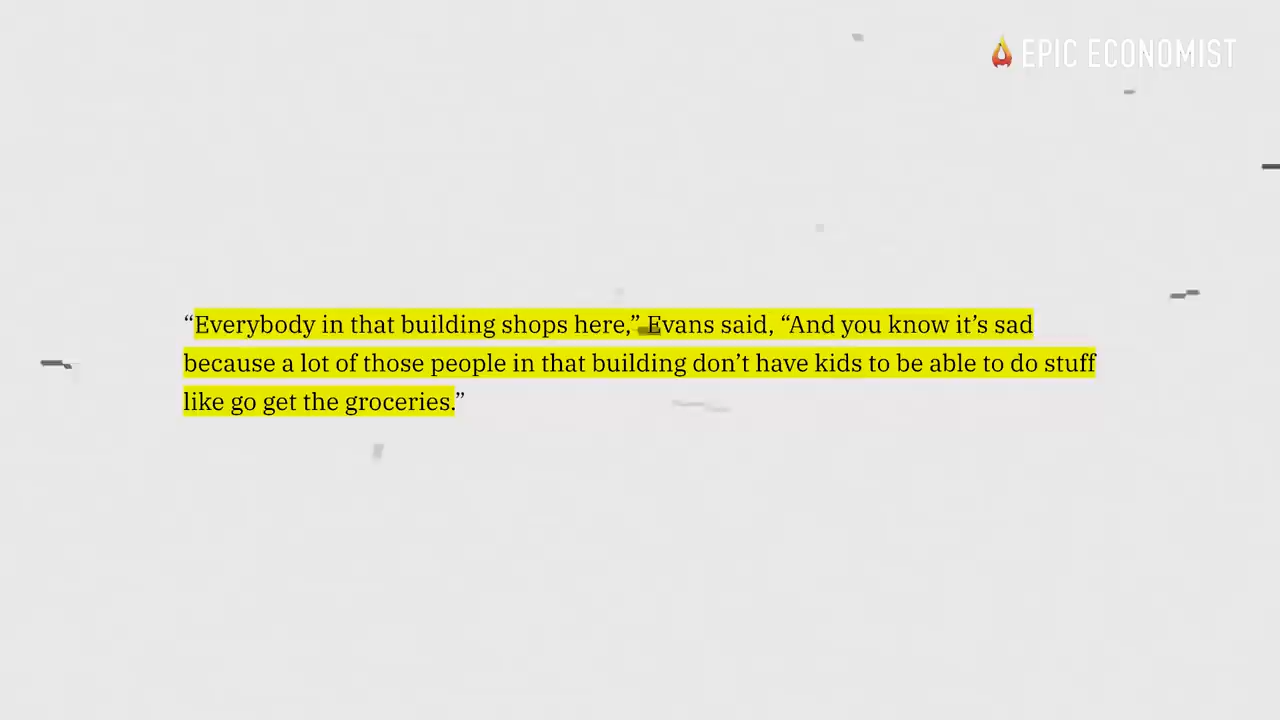 EPIC ECONOMIST
“Everybody in that building shops here,” Evans said, “And you know it’s sad
because a lot of those people in that building don’t have kids to be able to do stuff
like go get the groceries.”